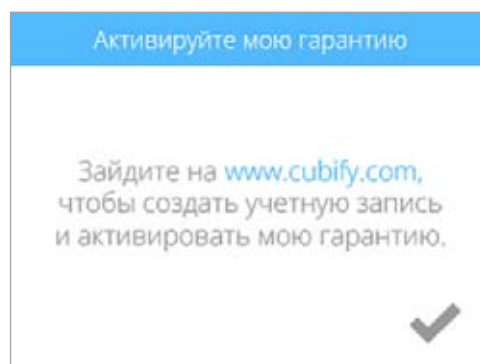 Активируйте мою гарантию
Зайдите на www.cubify.com,
чтобы создать учетную запись
и активировать мою гарантию.